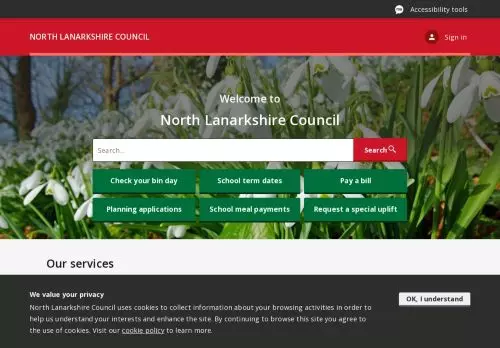 Accessibility tools
NORTH LANARKSHIRE COUNCIL
Sign in
Welcome to
North Lanarkshire Council
Search...
Search
Check your bin day
School term dates
Pay a bill
Planning applications
School meal payments
Request a special uplift
Our services
We value your privacy
North Lanarkshire Council uses cookies to collect information about your browsing activities in order to
help us understand your interests and enhance the site. By continuing to browse this site you agree to
the use of cookies. Visit our cookie policy to learn more.
OK, I understand